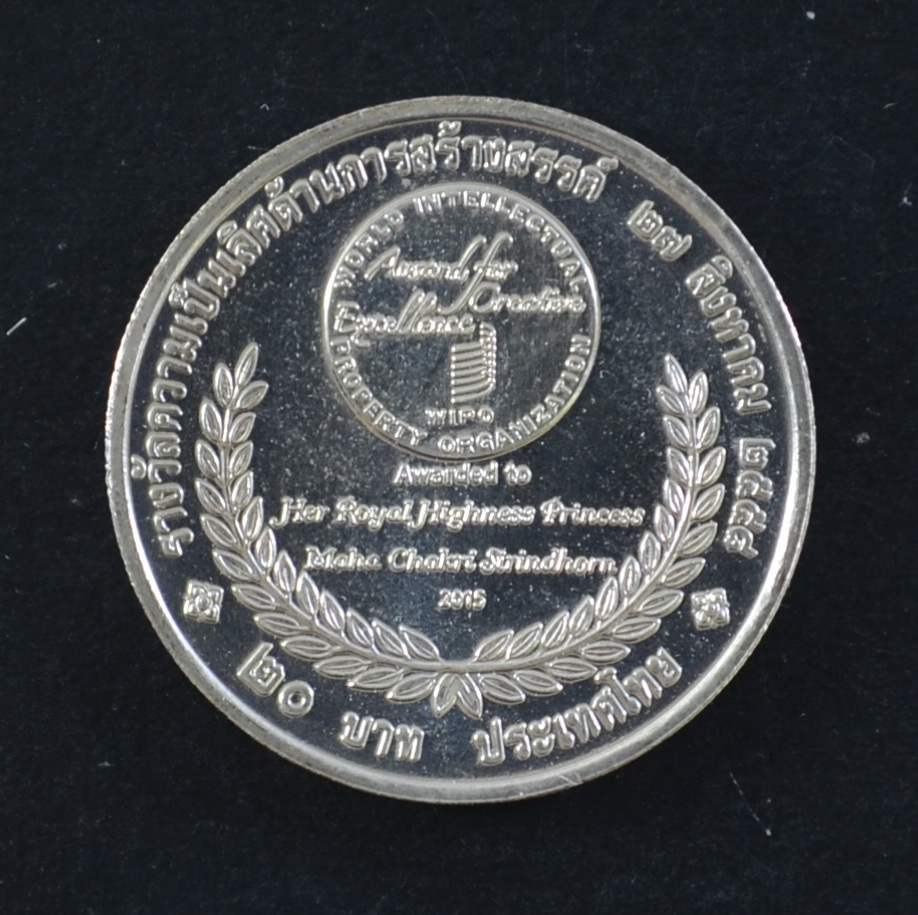 รางวัลความเป็นเลิศด้านการสร้างสรรค์ ๒๗ สิงหาคม ๒๕๕๘
WORLD INTELLECTUAL
PROPERTY ORGANIZATION
Award for
Creative
Excellence
WIPO
Awarded to
Her Royal Highness Princess
Maha Chakri Sirindhorn
2015
๒๐ บาท ประเทศไทย